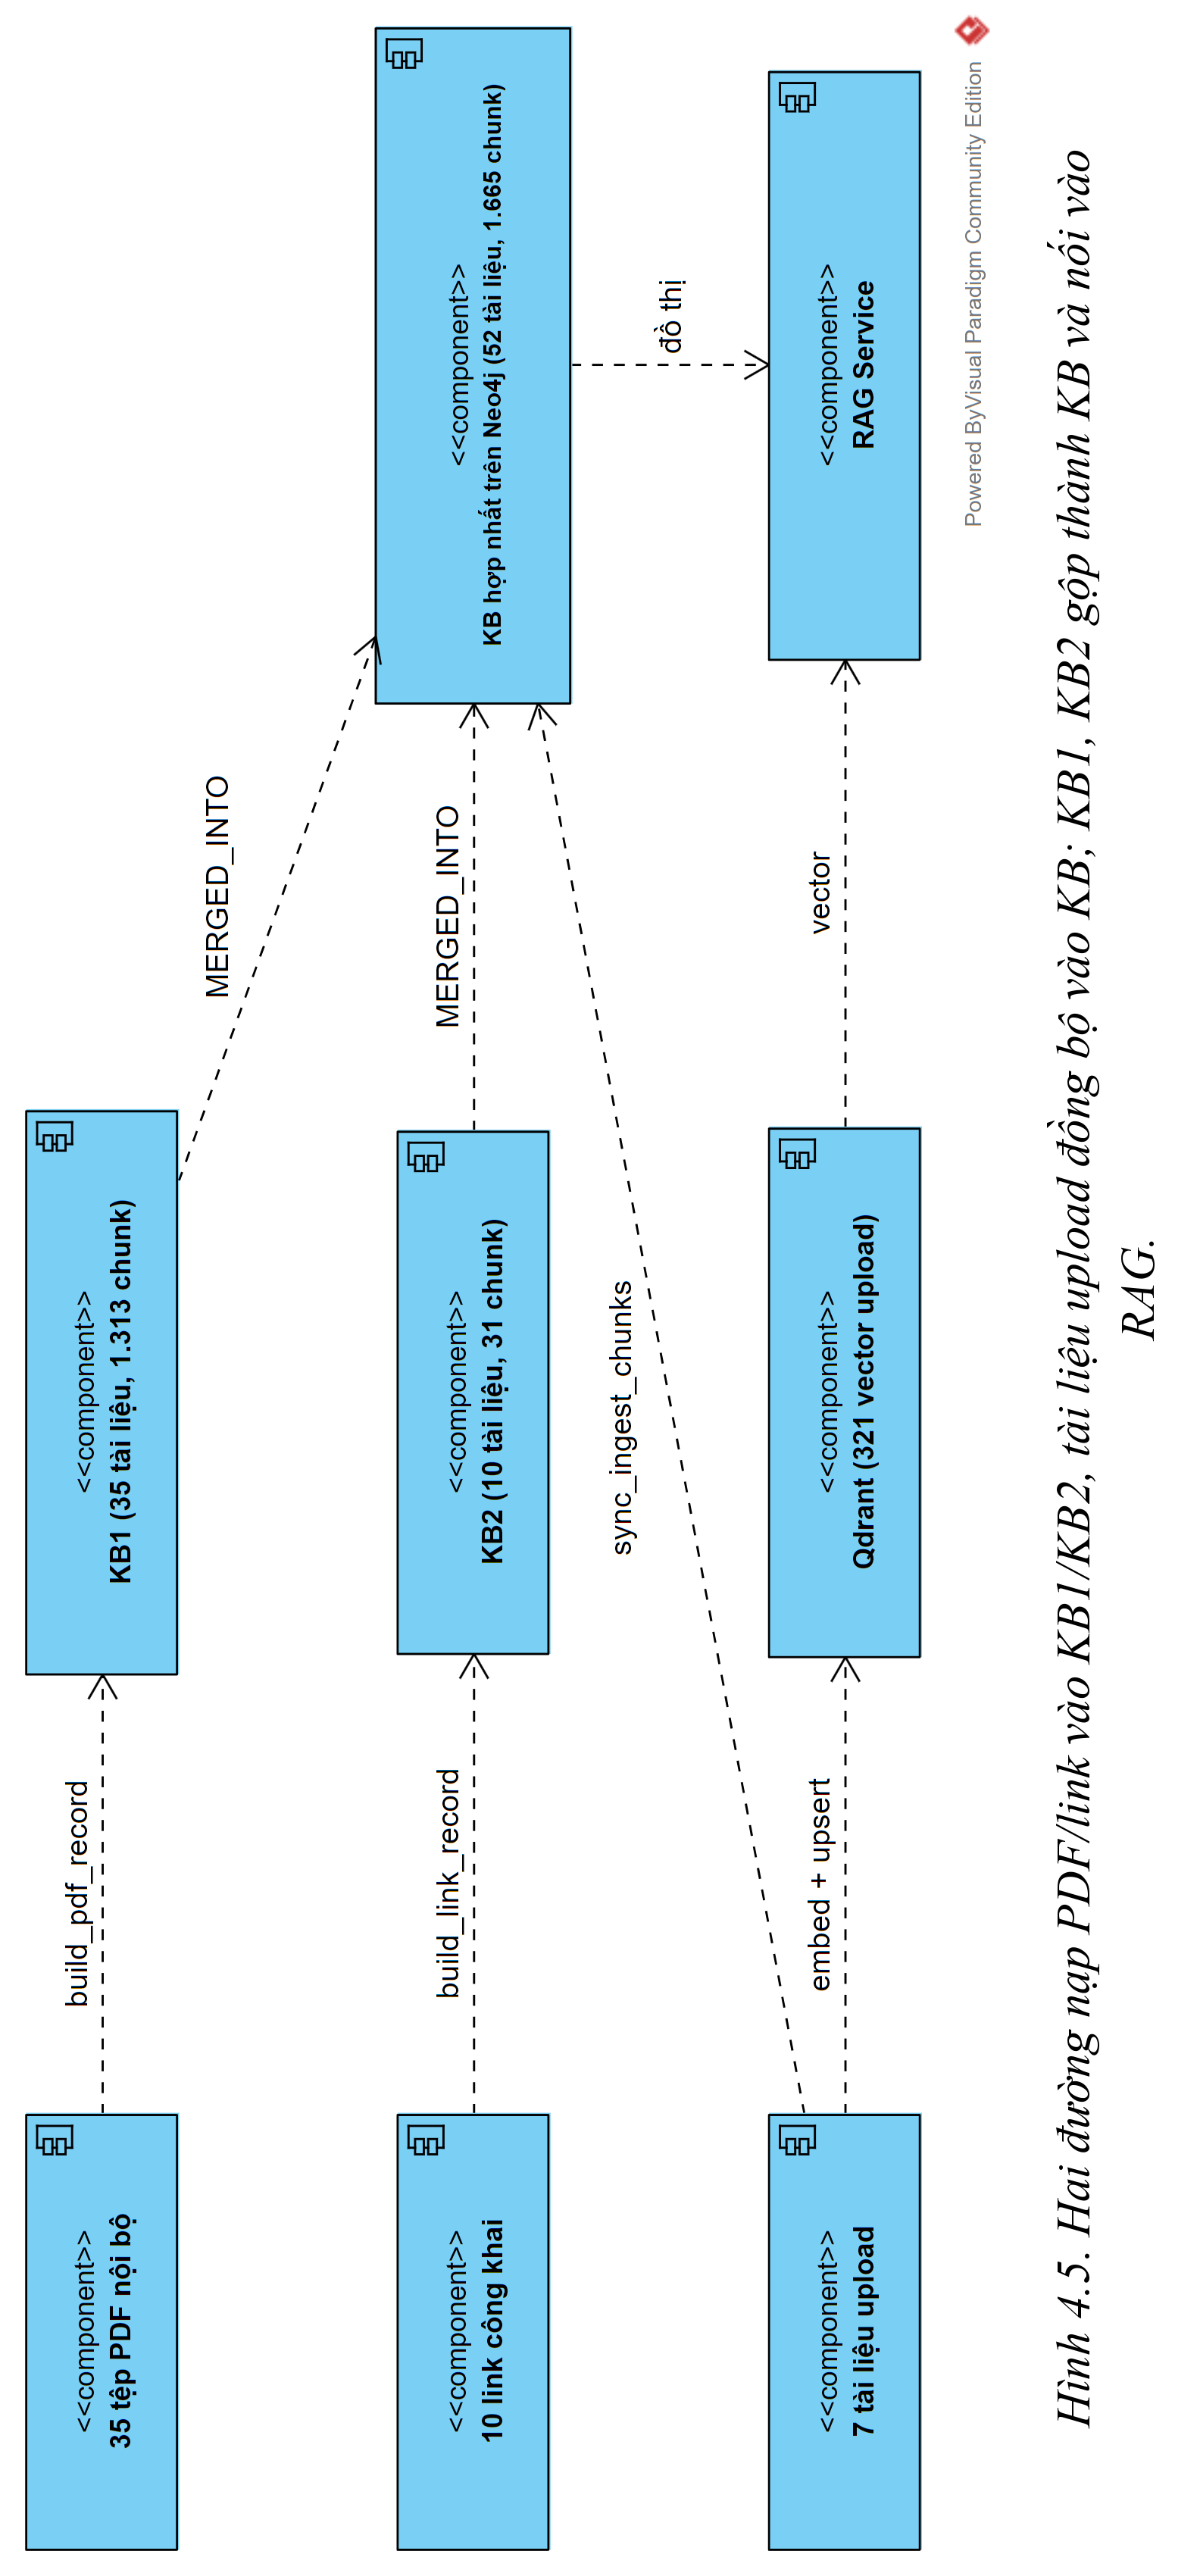 <<component>>
35 tệp PDF nội bộ
build_pdf_record
<<component>>
KB1 (35 tài liệu, 1.313 chunk)
MERGED_INTO
<<component>>
10 link công khai
build_link_record
<<component>>
KB2 (10 tài liệu, 31 chunk)
MERGED_INTO
<<component>>
KB hợp nhất trên Neo4j (52 tài liệu, 1.665 chunk)
sync_ingest_chunks
đồ thị
<<component>>
7 tài liệu upload
embed + upsert
<<component>>
Qdrant (321 vector upload)
vector
<<component>>
RAG Service
Powered ByVisual Paradigm Community Edition
Hình 4.5. Hai đường nạp PDF/link vào KB1/KB2, tài liệu upload đồng bộ vào KB; KB1, KB2 gộp thành KB và nối vào
RAG.